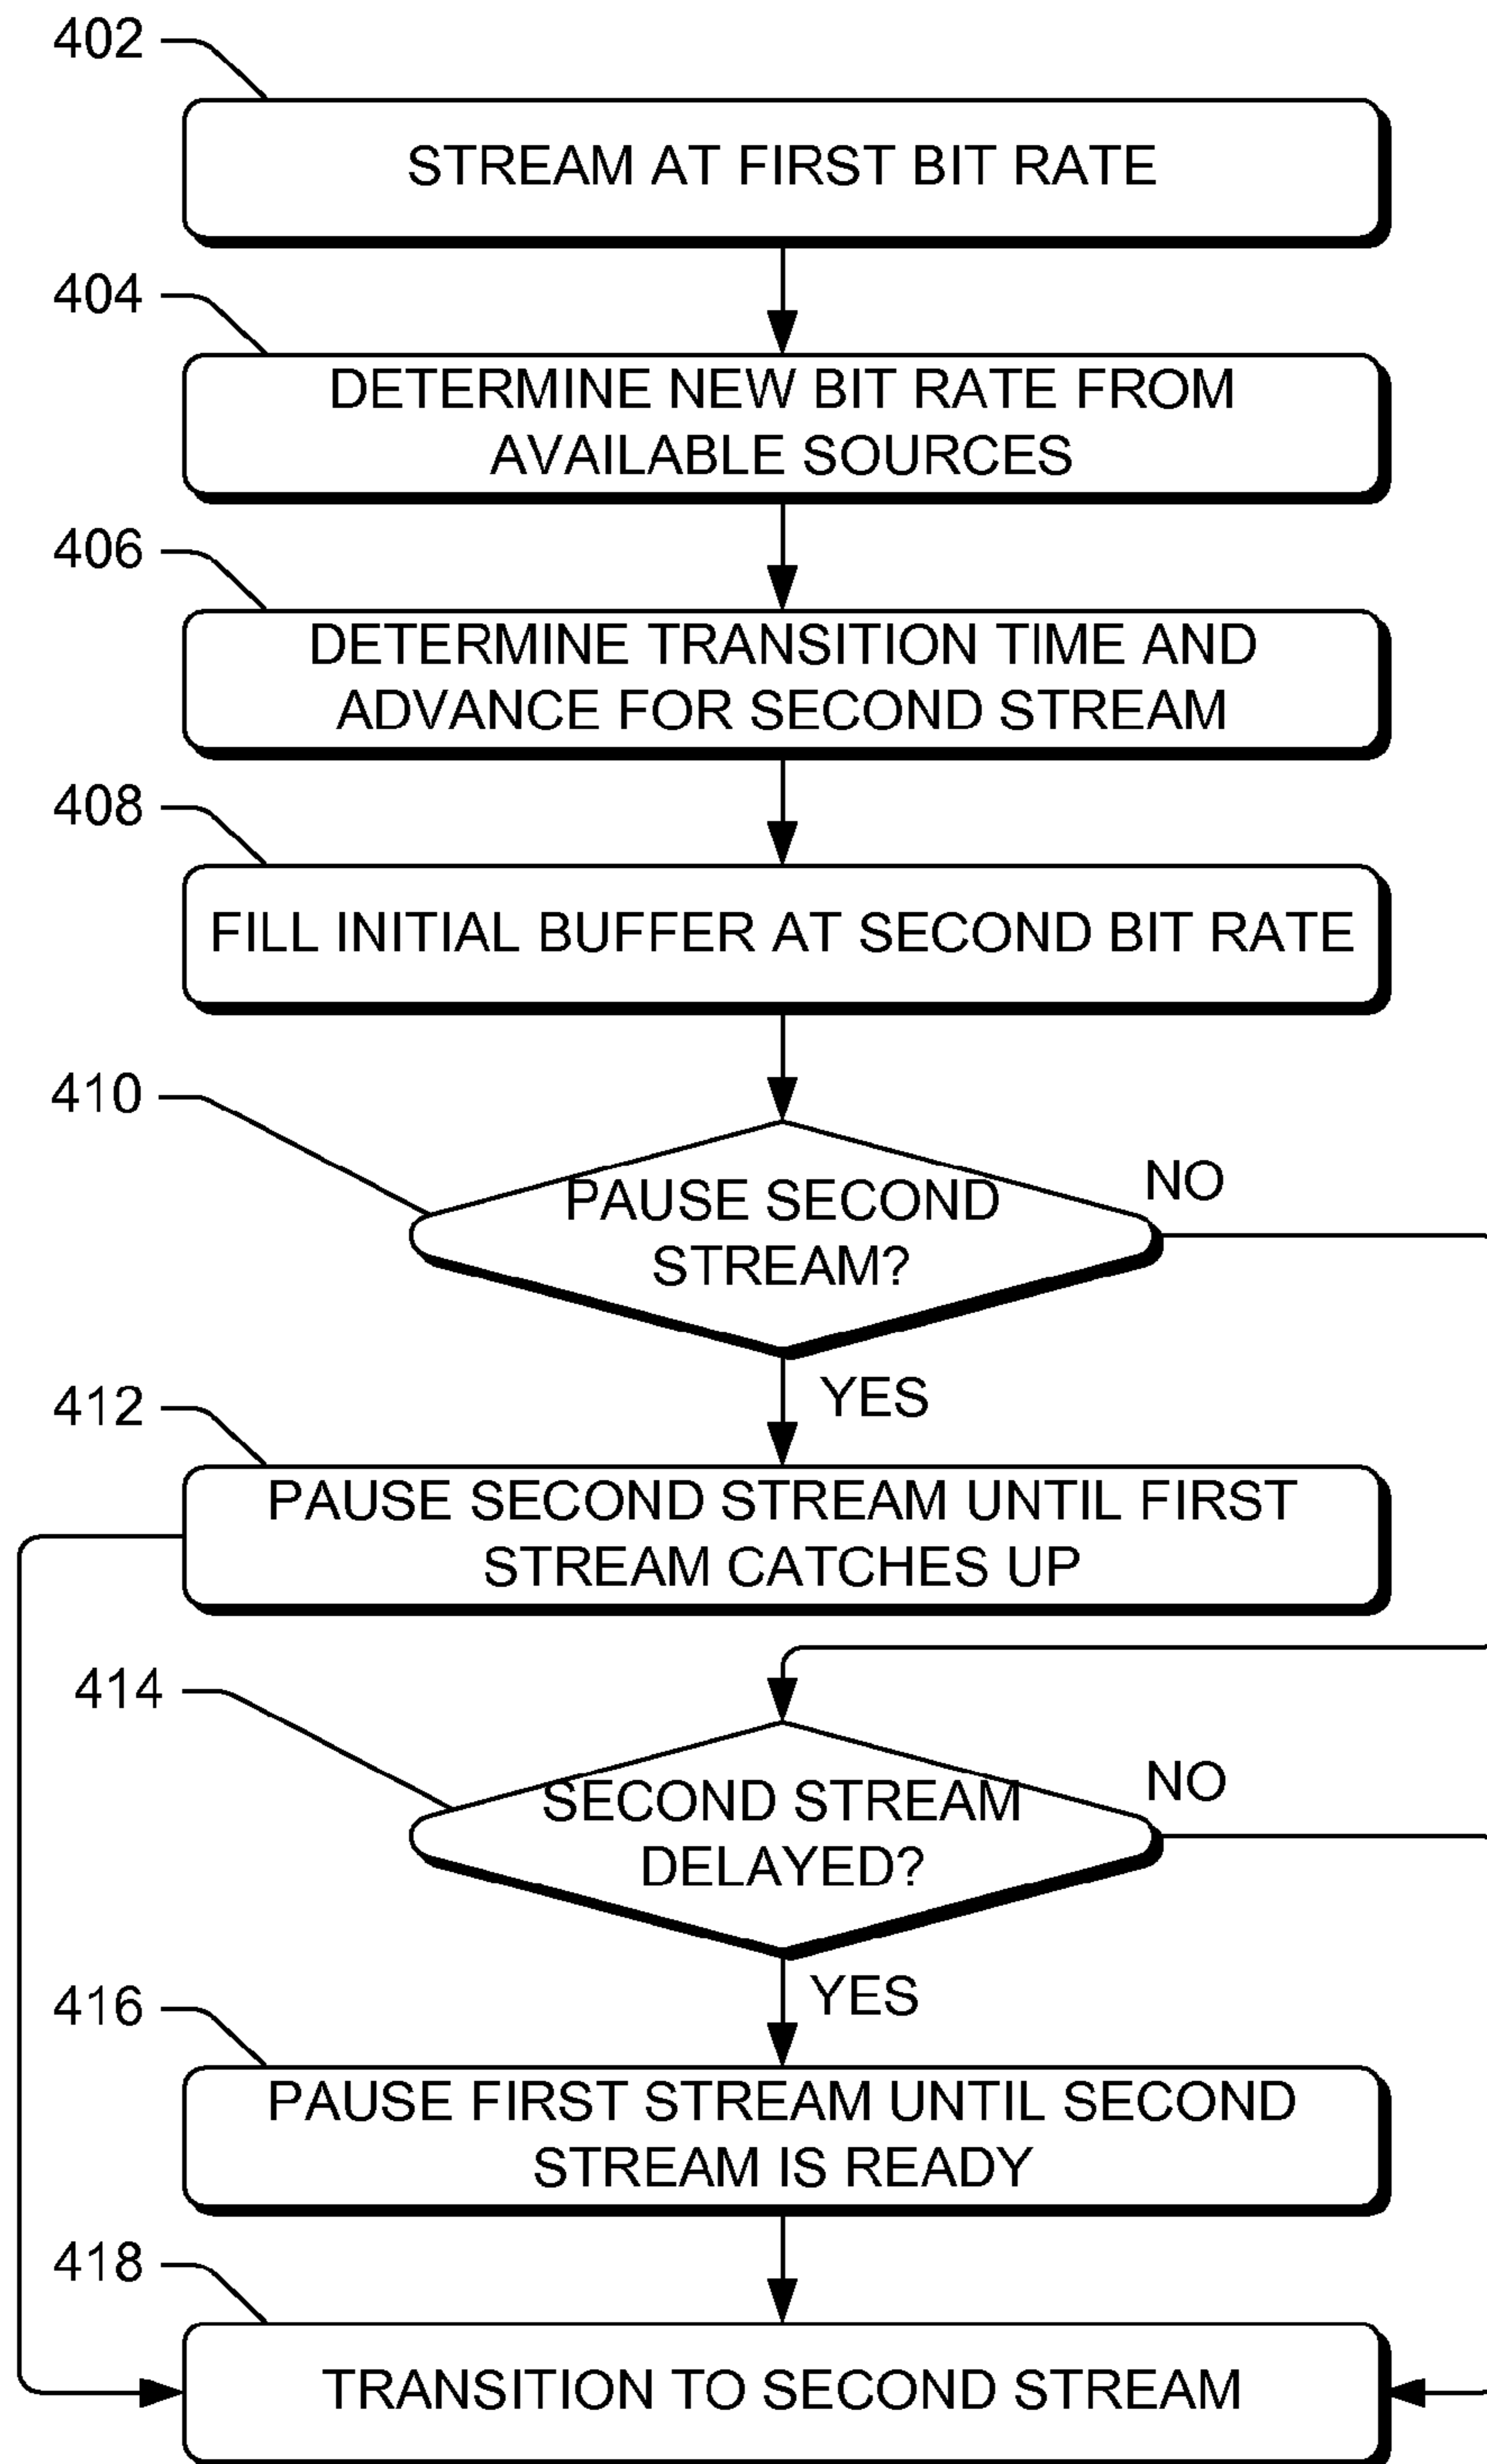 402
STREAM AT FIRST BIT RATE
404
DETERMINE NEW BIT RATE FROM
AVAILABLE SOURCES
406
DETERMINE TRANSITION TIME AND
ADVANCE FOR SECOND STREAM
408
FILL INITIAL BUFFER AT SECOND BIT RATE
410
PAUSE SECOND
STREAM?
NO
YES
412
PAUSE SECOND STREAM UNTIL FIRST
STREAM CATCHES UP
414
SECOND STREAM
DELAYED?
NO
YES
416
PAUSE FIRST STREAM UNTIL SECOND
STREAM IS READY
418
TRANSITION TO SECOND STREAM